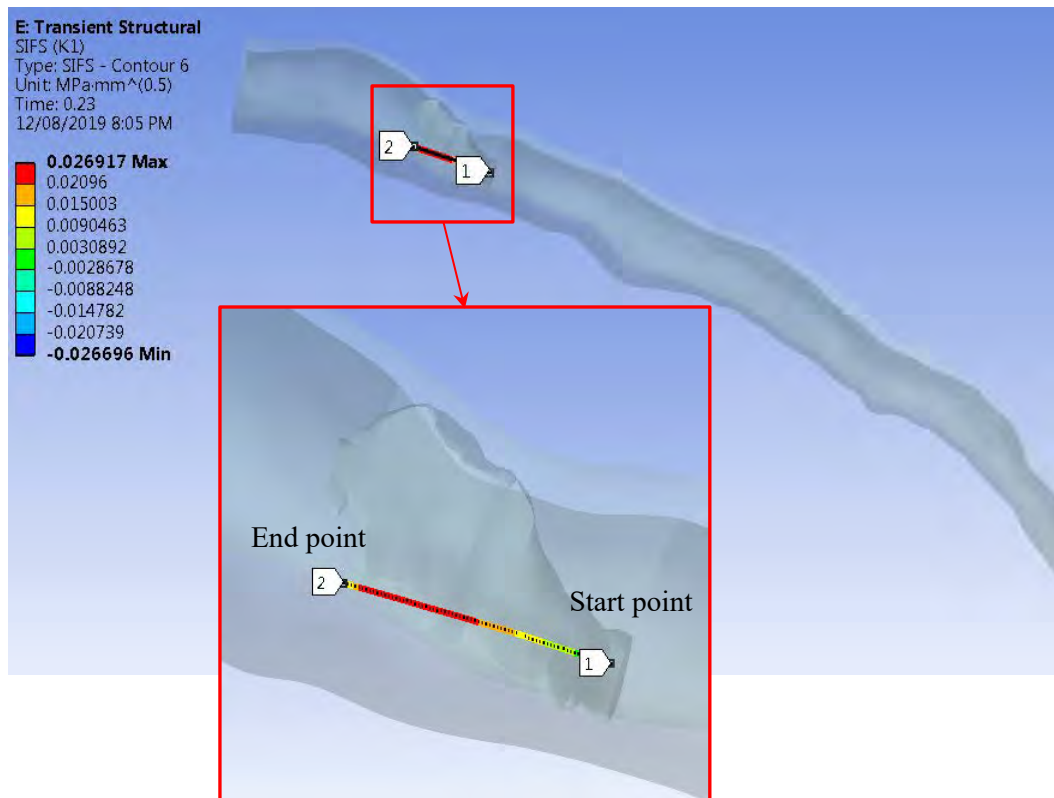 E: Transient Structural
SIFS (K1)
Type: SIFS - Contour 6
Unit: MPa·mm^(0.5)
Time: 0.23
12/08/2019 8:05 PM
0.026917 Max
0.02096
0.015003
0.0090463
0.0030892
-0.0028678
-0.0088248
-0.014782
-0.020739
-0.026696 Min
2
1
End point
2
Start point
1